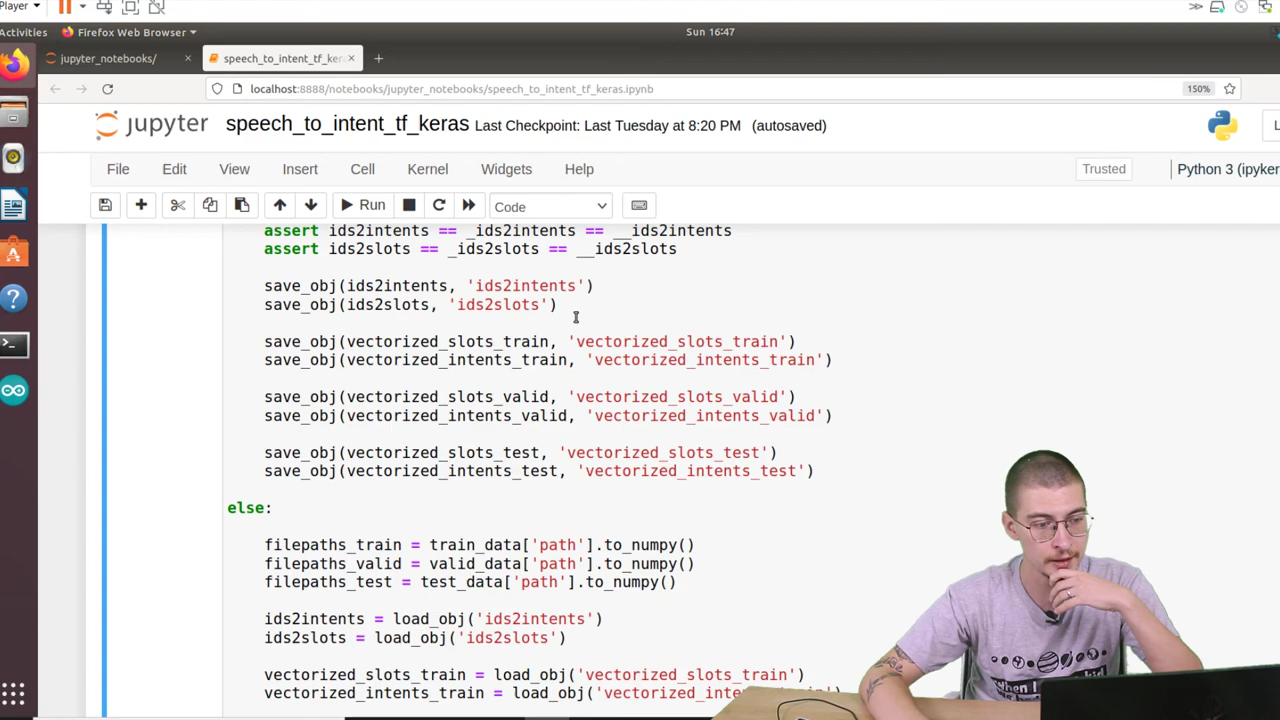 Player
Activities
Firefox Web Browser
Sun 16:47
jupyter_notebooks/
speech_to_intent_tf_ker
localhost:8888/notebooks/jupyter_notebooks/speech_to_intent_tf_keras.ipynb
150%
jupyter speech_to_intent_tf_keras Last Checkpoint: Last Tuesday at 8:20 PM (autosaved)
File Edit View Insert Cell Kernel Widgets Help
Trusted
Python 3 (ipyker
Run
Code
assert ids2intents == _ids2intents == __ids2intents
assert ids2slots == _ids2slots == __ids2slots
save_obj(ids2intents, 'ids2intents')
save_obj(ids2slots, 'ids2slots')
save_obj(vectorized_slots_train, 'vectorized_slots_train')
save_obj(vectorized_intents_train, 'vectorized_intents_train')
save_obj(vectorized_slots_valid, 'vectorized_slots_valid')
save_obj(vectorized_intents_valid, 'vectorized_intents_valid')
save_obj(vectorized_slots_test, 'vectorized_slots_test')
save_obj(vectorized_intents_test, 'vectorized_intents_test')
else:
filepaths_train = train_data['path'].to_numpy()
filepaths_valid = valid_data['path'].to_numpy()
filepaths_test = test_data['path'].to_numpy()
ids2intents = load_obj('ids2intents')
ids2slots = load_obj('ids2slots')
vectorized_slots_train = load_obj('vectorized_slots_train')
vectorized_intents_train = load_obj('vectorized_intents_train')